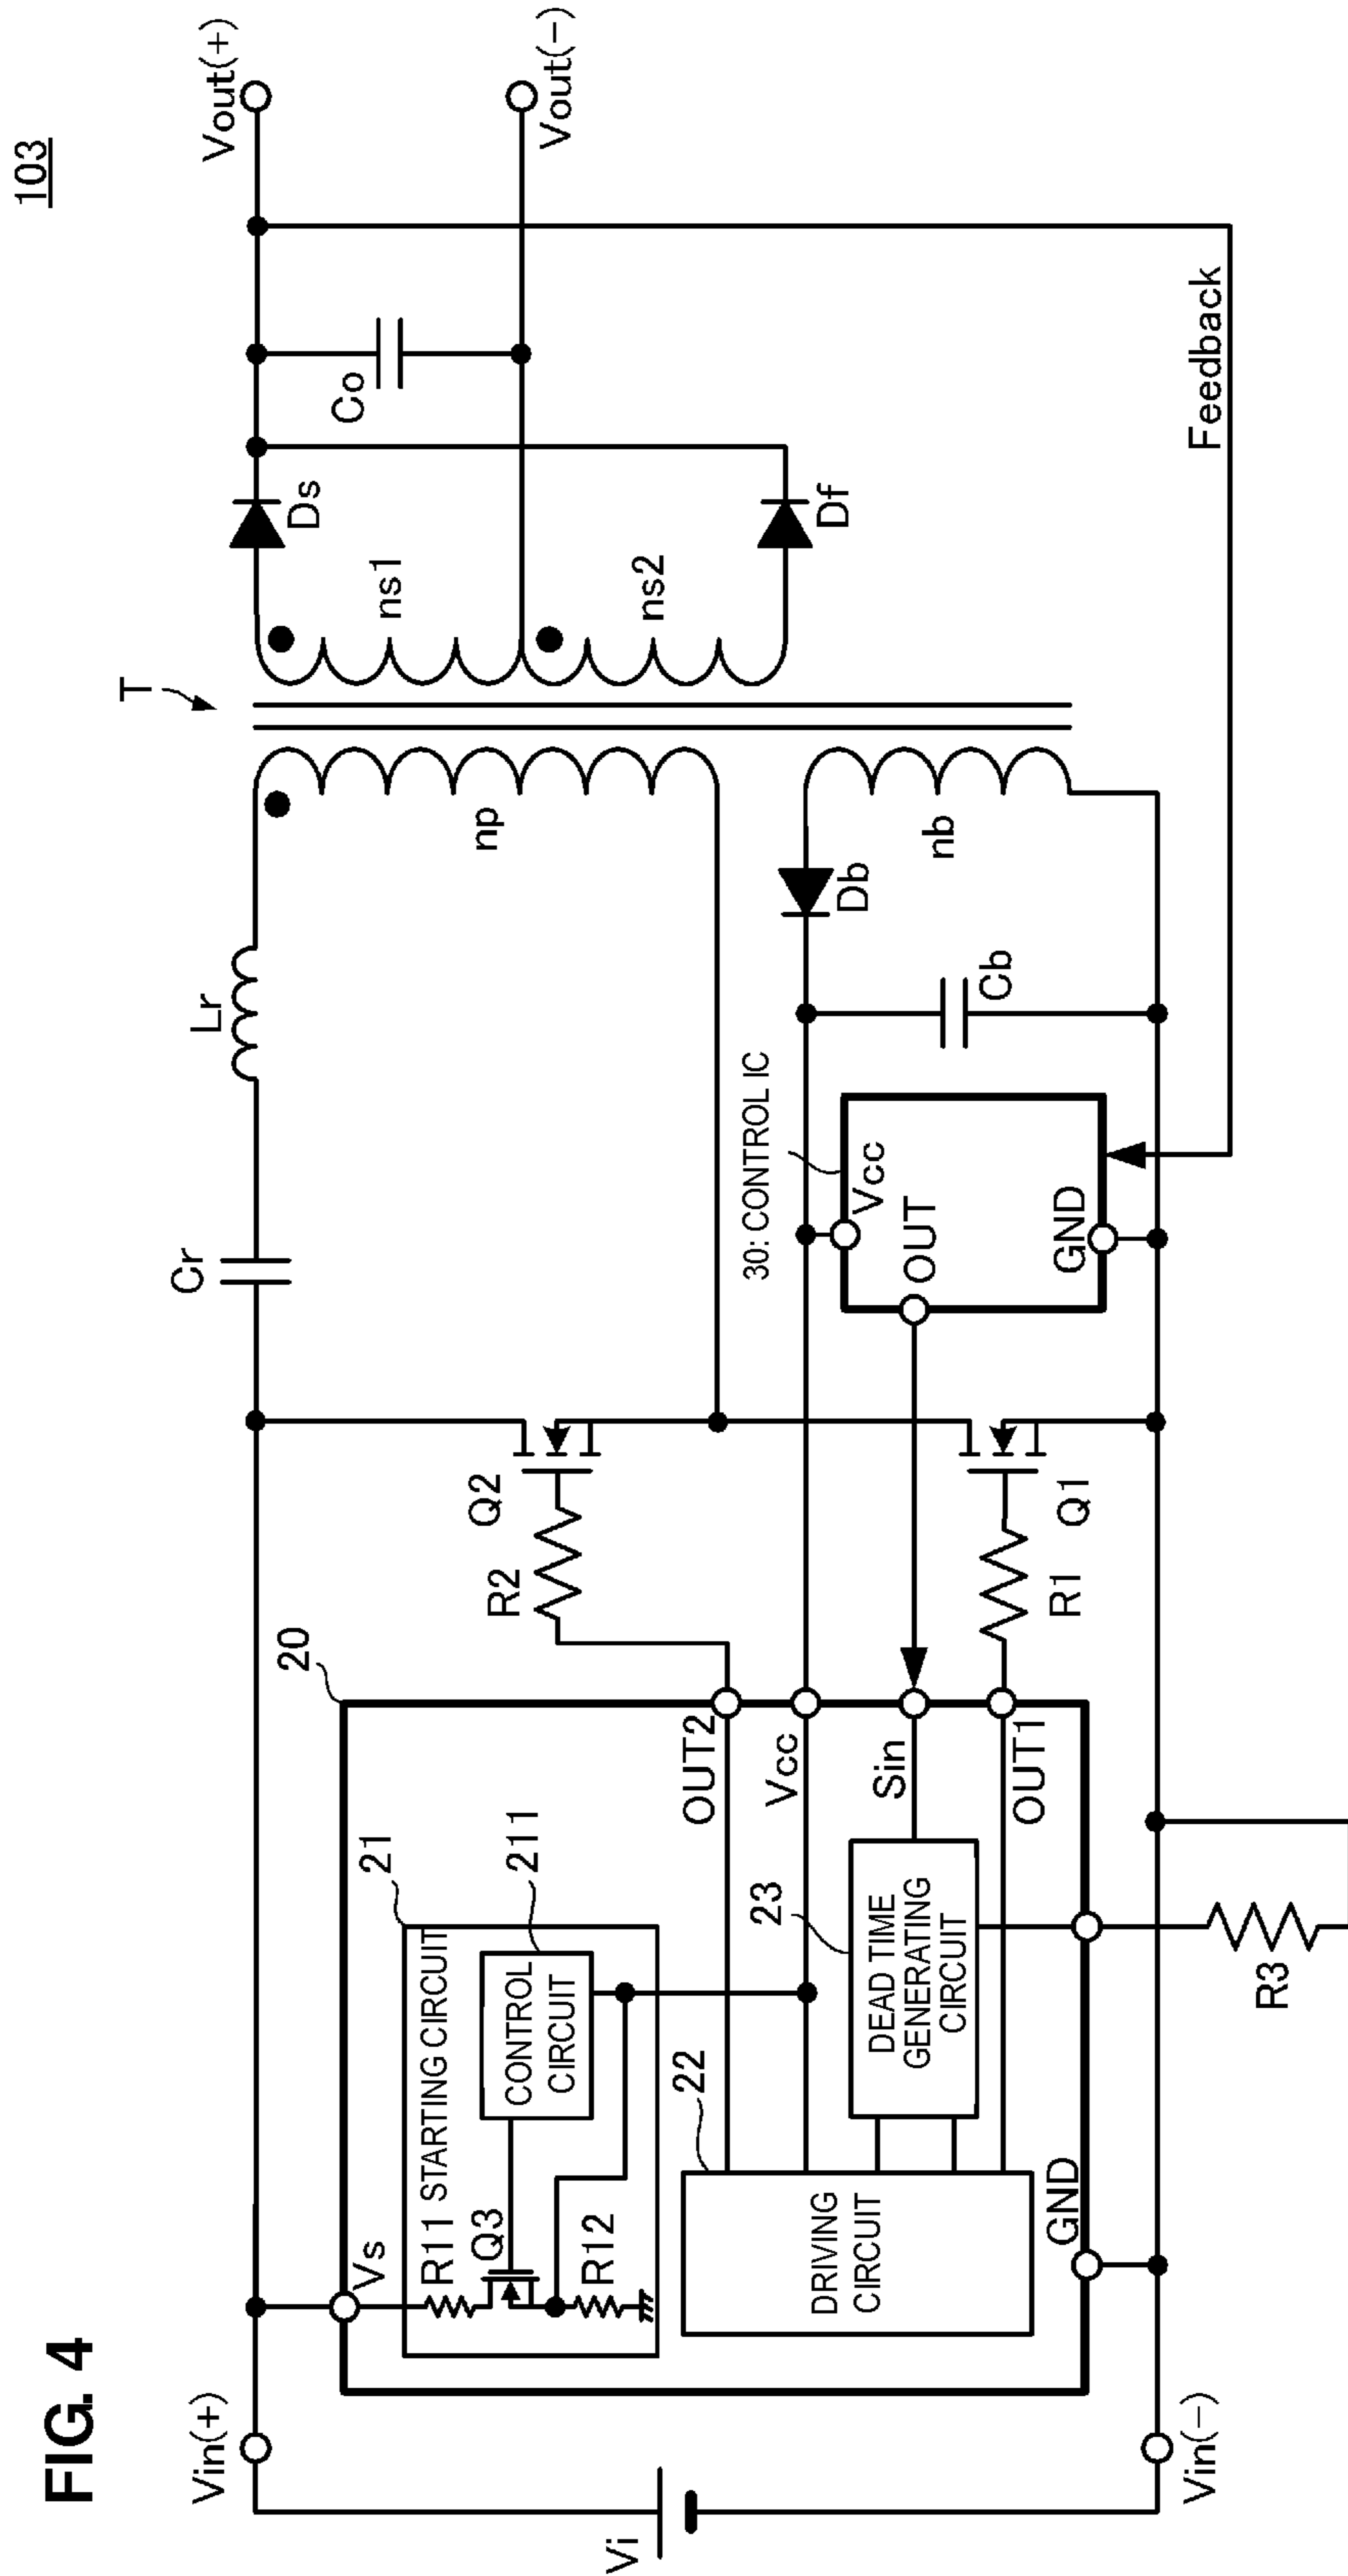 FIG. 4
103
Vin(+)
Vi
Vin(−)
Vs
20
21
R11
STARTING CIRCUIT
Q3
R12
CONTROL
CIRCUIT
211
22
DRIVING
CIRCUIT
23
DEAD TIME
GENERATING
CIRCUIT
OUT2
Vcc
Sin
OUT1
GND
R3
R2
Q2
R1
Q1
Cr
Lr
30: CONTROL IC
Vcc
OUT
GND
Cb
Db
np
nb
T
ns1
ns2
Ds
Df
Co
Feedback
Vout(+)
Vout(−)